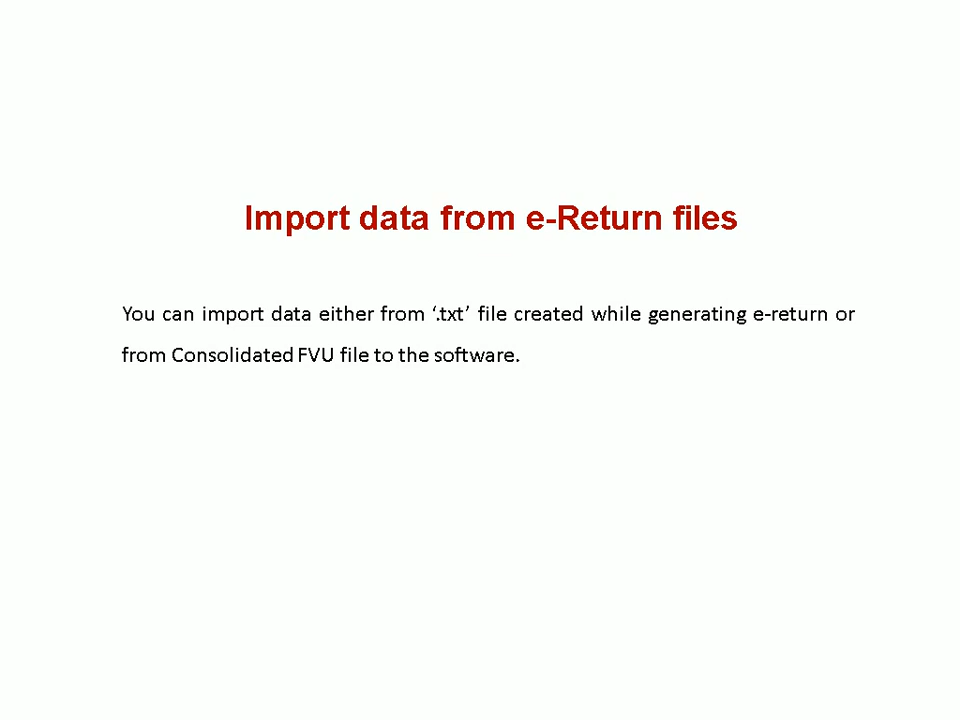 Import data from e-Return files
You can import data either from ‘.txt’ file created while generating e-return or
from Consolidated FVU file to the software.